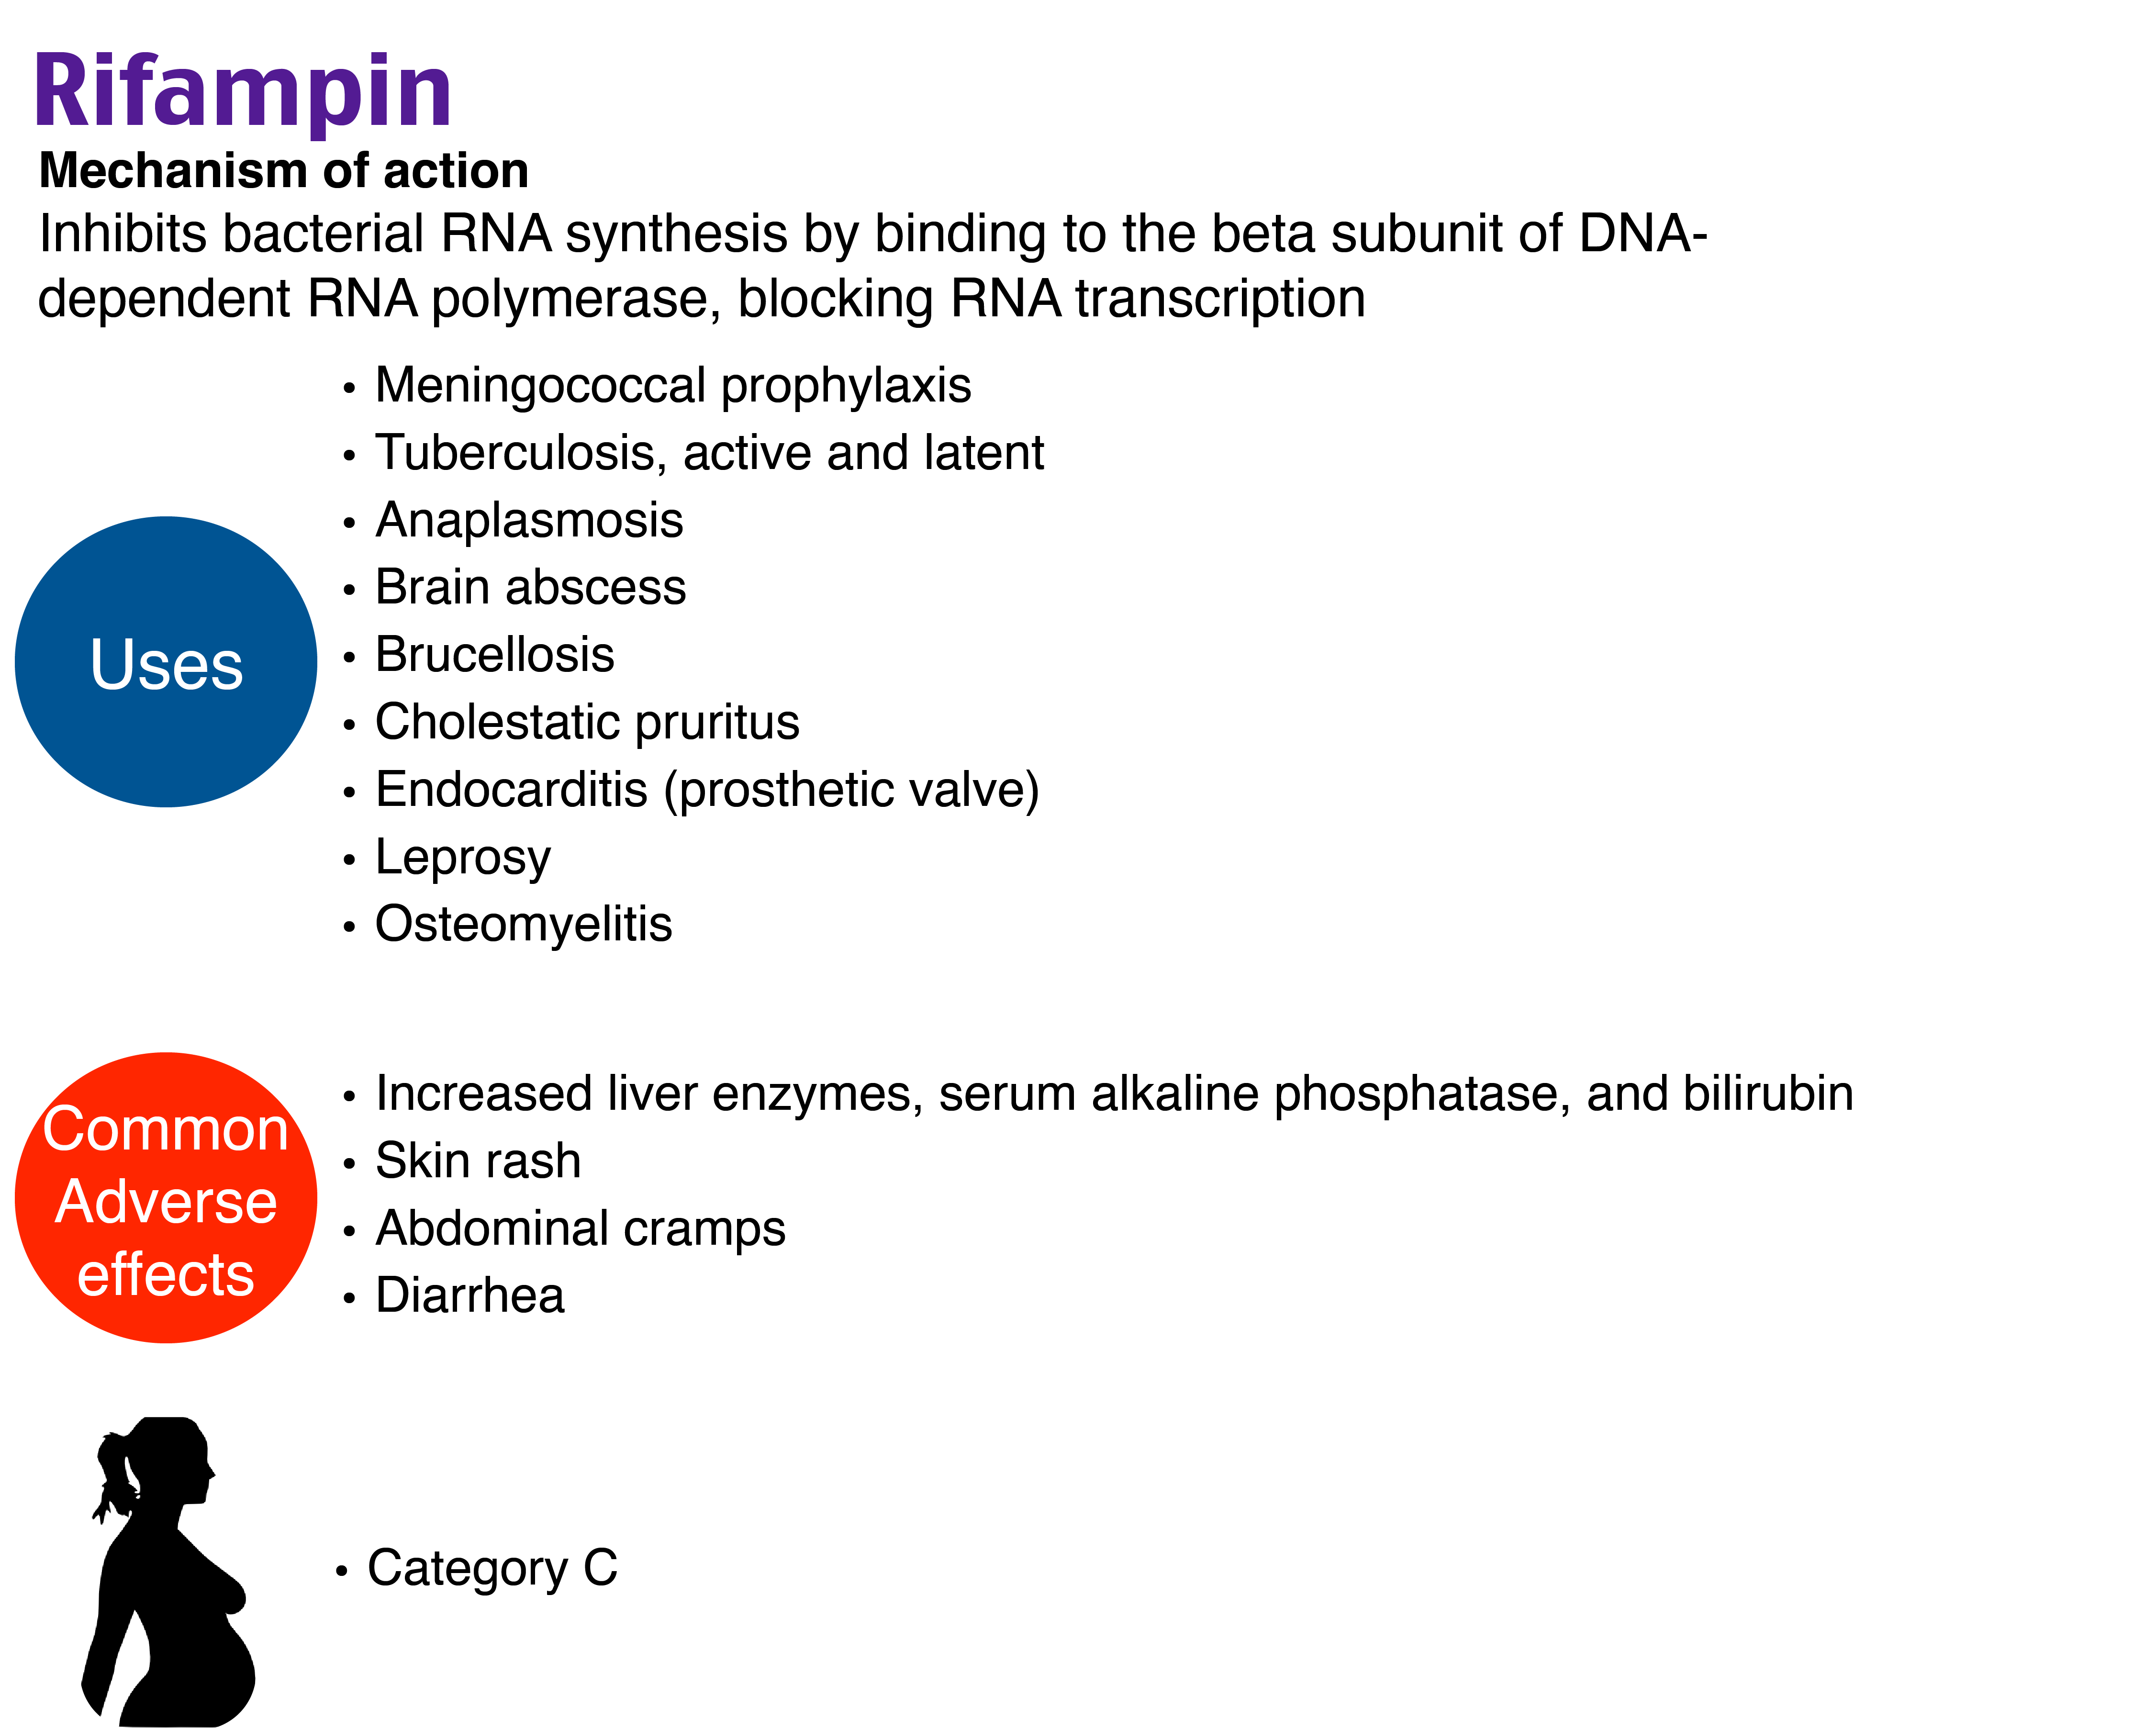 Rifampin
Mechanism of action
Inhibits bacterial RNA synthesis by binding to the beta subunit of DNA-
dependent RNA polymerase, blocking RNA transcription
Uses
• Meningococcal prophylaxis
• Tuberculosis, active and latent
• Anaplasmosis
• Brain abscess
• Brucellosis
• Cholestatic pruritus
• Endocarditis (prosthetic valve)
• Leprosy
• Osteomyelitis
Common
Adverse
effects
• Increased liver enzymes, serum alkaline phosphatase, and bilirubin
• Skin rash
• Abdominal cramps
• Diarrhea
• Category C